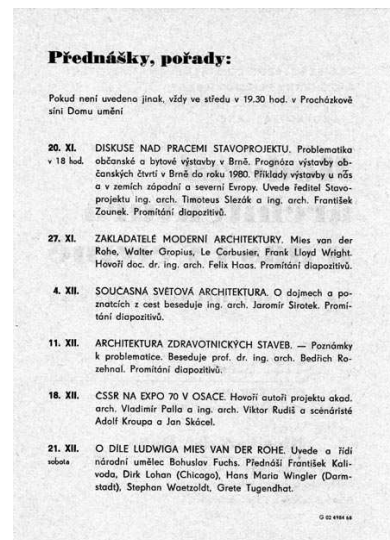 Přednášky, pořady:
Pokud není uvedeno jinak, vždy ve středu v 19.30 hod. v Procházkově
síni Domu umění
20. XI. DISKUSE NAD PRACEMI STAVOPROJEKTU. Problematika
v 18 hod. občanské a bytové výstavby v Brně. Prognóza výstavby ob-
čanských čtvrtí v Brně do roku 1980. Příklady výstavby u nás
a v zemích západní a severní Evropy. Uvede ředitel Stavo-
projektu ing. arch. Timoteus Slezák a ing. arch. František
Zounek. Promítání diapozitivů.
27. XI. ZAKLADATELÉ MODERNÍ ARCHITEKTURY. Mies van der
Rohe, Walter Gropius, Le Corbusier, Frank Lloyd Wright.
Hovoří doc. dr. ing. arch. Felix Haas. Promítání diapozitivů.
4. XII. SOUČASNÁ SVĚTOVÁ ARCHITEKTURA. O dojmech a po-
znatcích z cest beseduje ing. arch. Jaromír Sirotek. Promí-
tání diapozitivů.
11. XII. ARCHITEKTURA ZDRAVOTNICKÝCH STAVEB. — Poznámky
k problematice. Beseduje prof. dr. ing. arch. Bedřich Ro-
zehnal. Promítání diapozitivů.
18. XII. ČSSR NA EXPO 70 V OSACE. Hovoří autoři projektu akad.
arch. Vladimír Palla a ing. arch. Viktor Rudiš a scénáristé
Adolf Kroupa a Jan Skácel.
21. XII. O DÍLE LUDWIGA MIES VAN DER ROHE. Uvede a řídí
sobota národní umělec Bohuslav Fuchs. Přednáší František Kali-
voda, Dirk Lohan (Chicago), Hans Maria Wingler (Darm-
stadt), Stephan Waetzoldt, Grete Tugendhat.